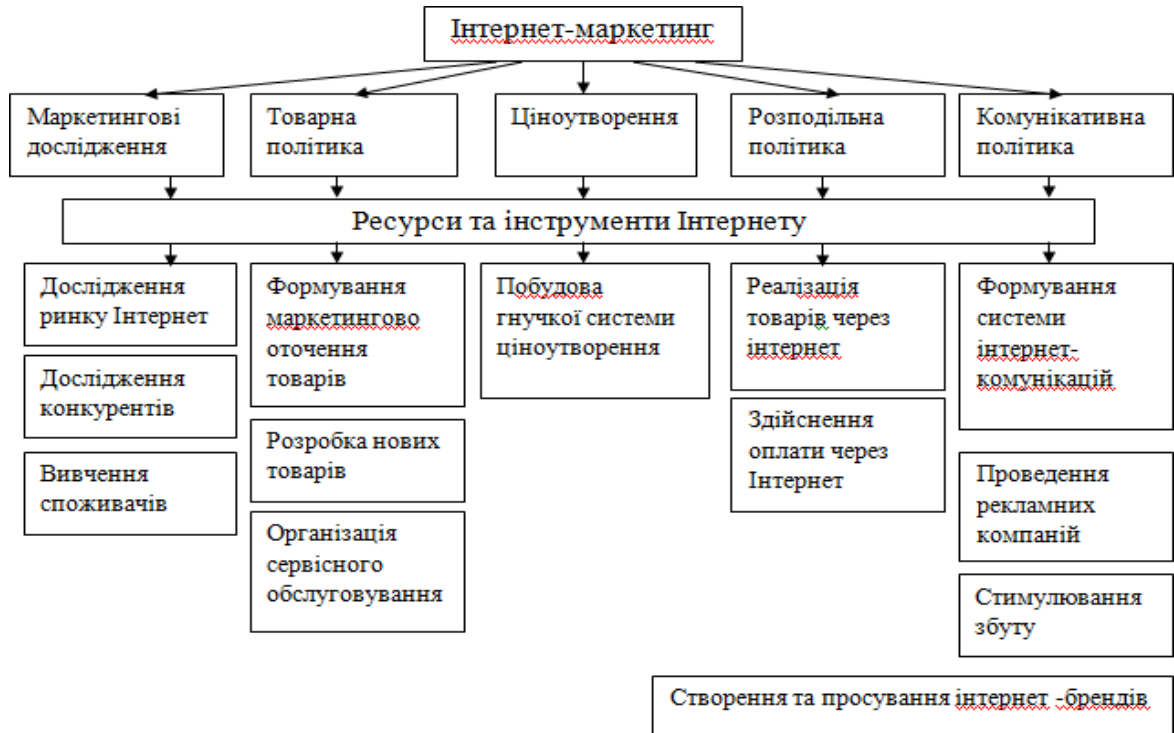 Інтернет-маркетинг
Маркетингові
дослідження
Товарна
політика
Ціноутворення
Розподільна
політика
Комунікативна
політика
Ресурси та інструменти Інтернету
Дослідження
ринку Інтернет
Дослідження
конкурентів
Вивчення
споживачів
Формування
маркетингово
оточення
товарів
Розробка нових
товарів
Організація
сервісного
обслуговування
Побудова
гнучкої системи
ціноутворення
Реалізація
товарів через
інтернет
Здійснення
оплати через
Інтернет
Формування
системи
інтернет-
комунікацій
Проведення
рекламних
компаній
Стимулювання
збуту
Створення та просування інтернет -брендів